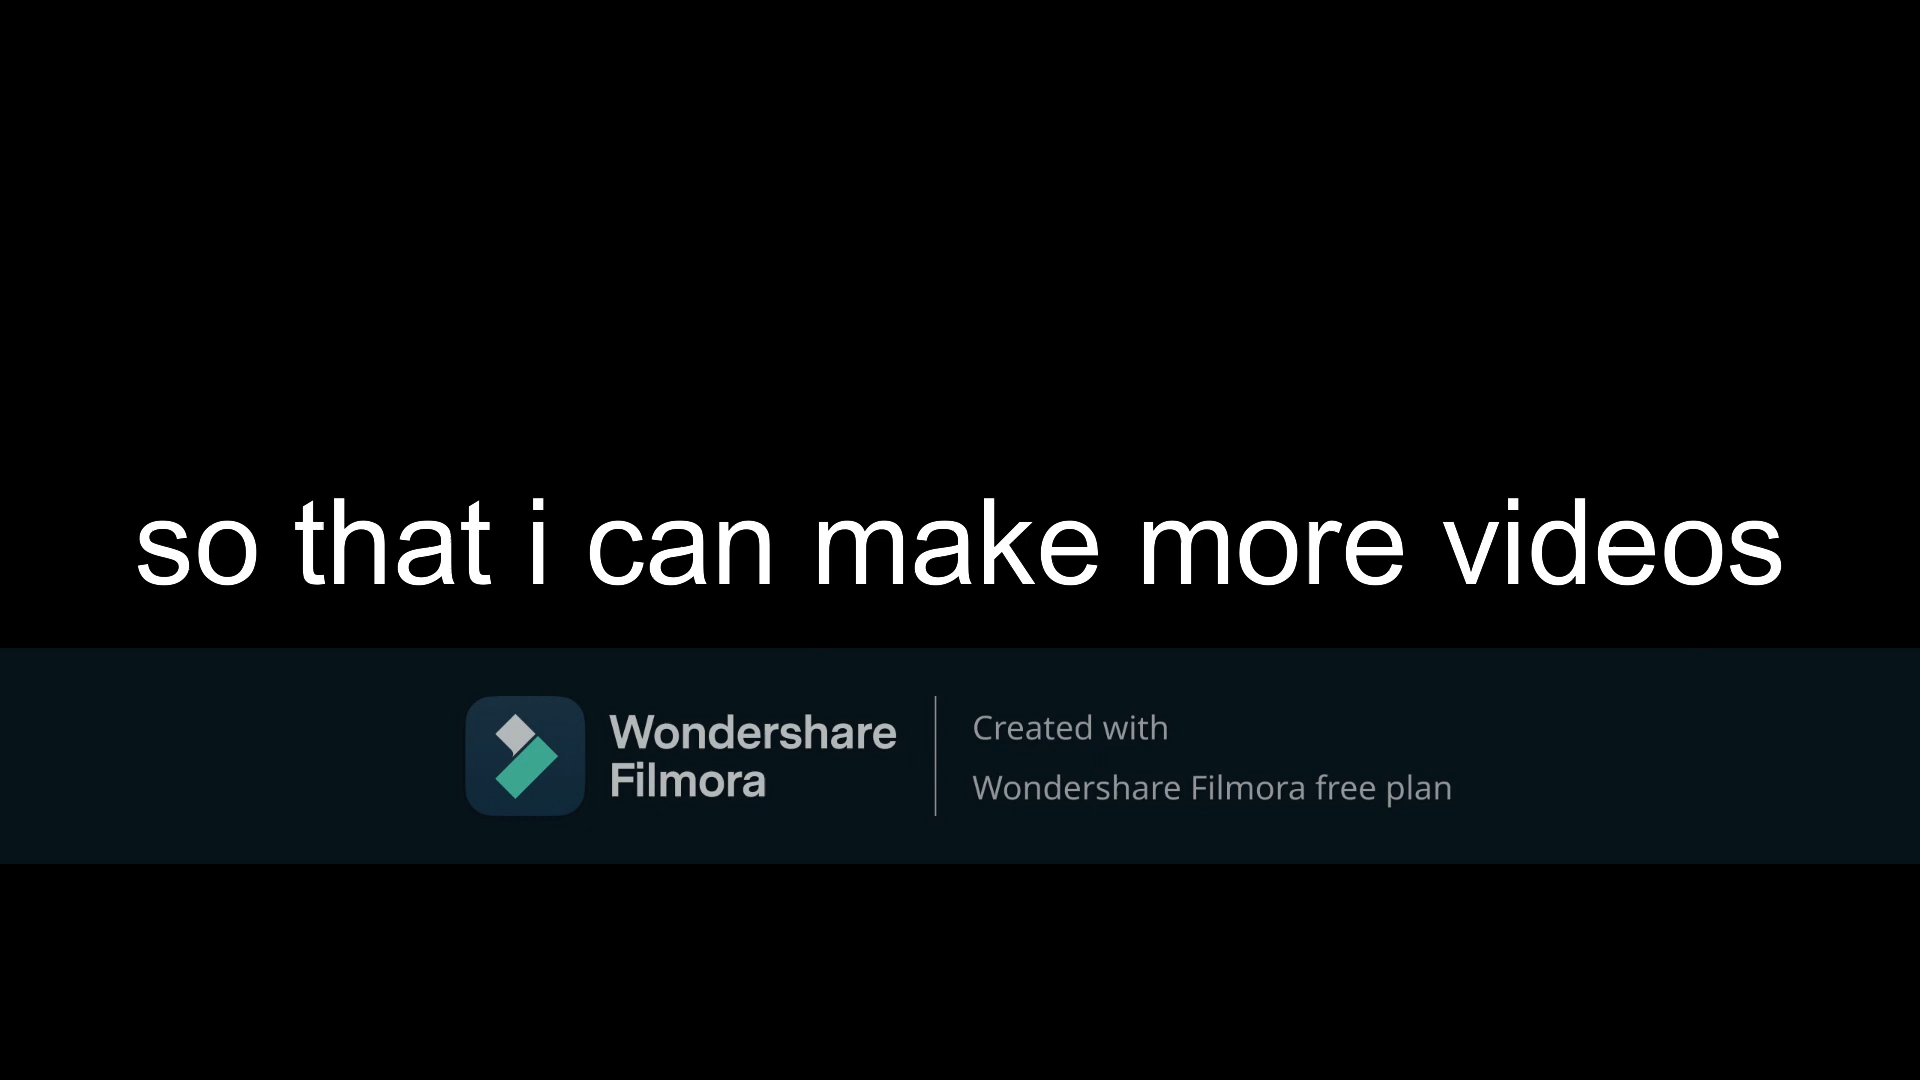 so that i can make more videos
Wondershare
Filmora
Created with
Wondershare Filmora free plan